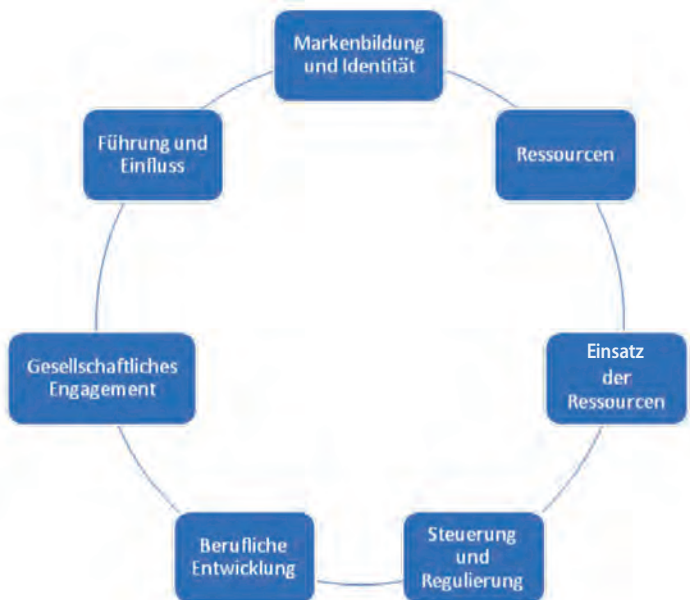 Markenbildung
und Identität
Ressourcen
Einsatz
der
Ressourcen
Steuerung
und
Regulierung
Berufliche
Entwicklung
Gesellschaftliches
Engagement
Führung und
Einfluss